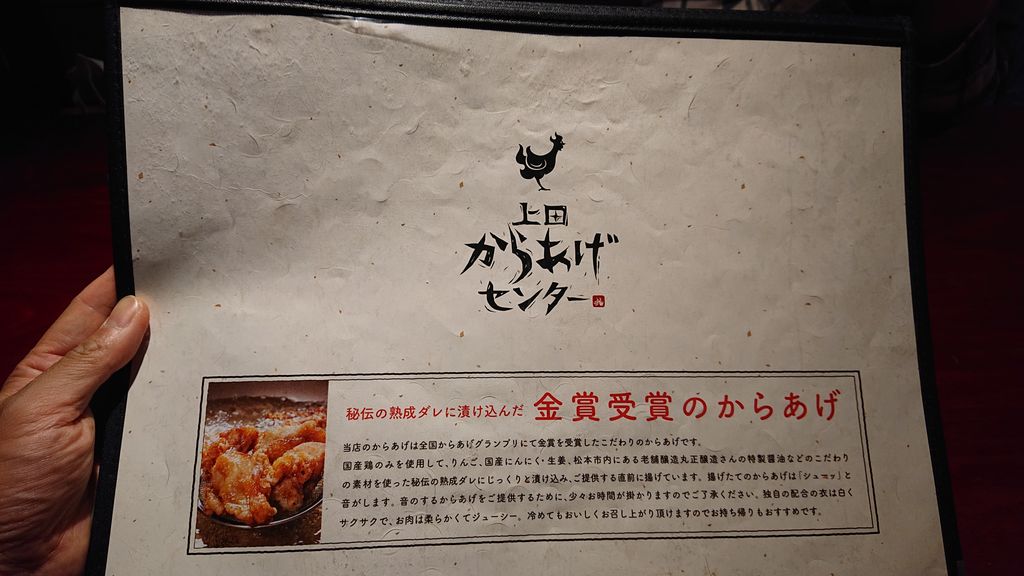 上田
からあげ
センター
秘伝の熟成ダレに漬け込んだ 金賞受賞のからあげ
当店のからあげは全国からあげグランプリにて金賞を受賞したこだわりのからあげです。
国産鶏のみを使用して、りんご、国産にんにく・生姜、松本市内にある老舗醸造丸正醸造さんの特製醤油などのこだわり
の素材を使った秘伝の熟成ダレにじっくりと漬け込み、ご提供する直前に揚げています。揚げたてのからあげは「シューッ」と
音がします。音のするからあげをご提供するために、少々お時間が掛かりますのでご了承ください。独自の配合の衣は白く
サクサクで、お肉は柔らかくてジューシー。冷めてもおいしくお召し上がり頂けますのでお持ち帰りもおすすめです。